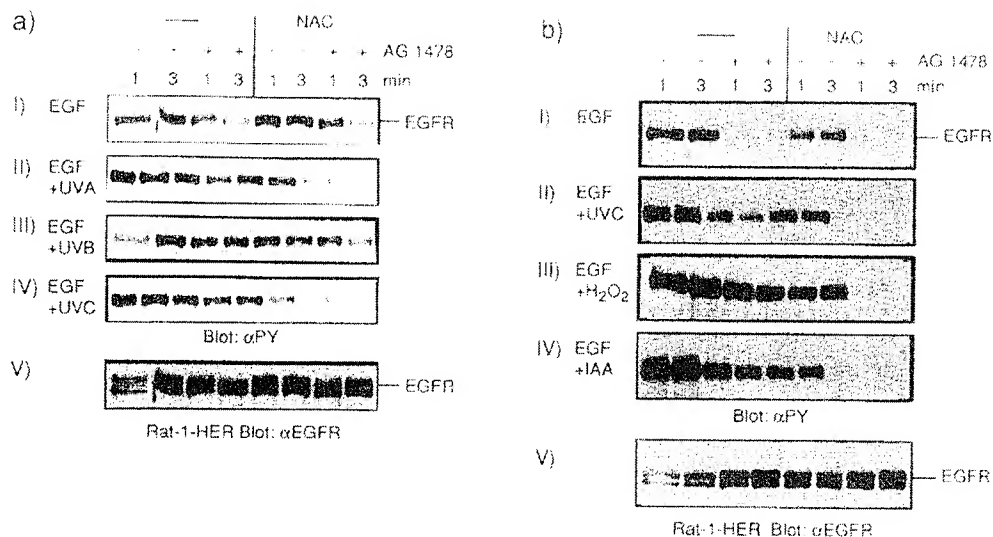 a)
— NAC
- - + + - - + + AG 1478
1 3 1 3 1 3 1 3 min
I) EGF
EGFR
II) EGF
+UVA
III) EGF
+UVB
IV) EGF
+UVC
Blot: αPY
V)
EGFR
Rat-1-HER Blot: αEGFR
b)
— NAC
- - + + - - + + AG 1478
1 3 1 3 1 3 1 3 min
I) EGF
EGFR
II) EGF
+UVC
III) EGF
+H₂O₂
IV) EGF
+IAA
Blot: αPY
V)
EGFR
Rat-1-HER Blot: αEGFR